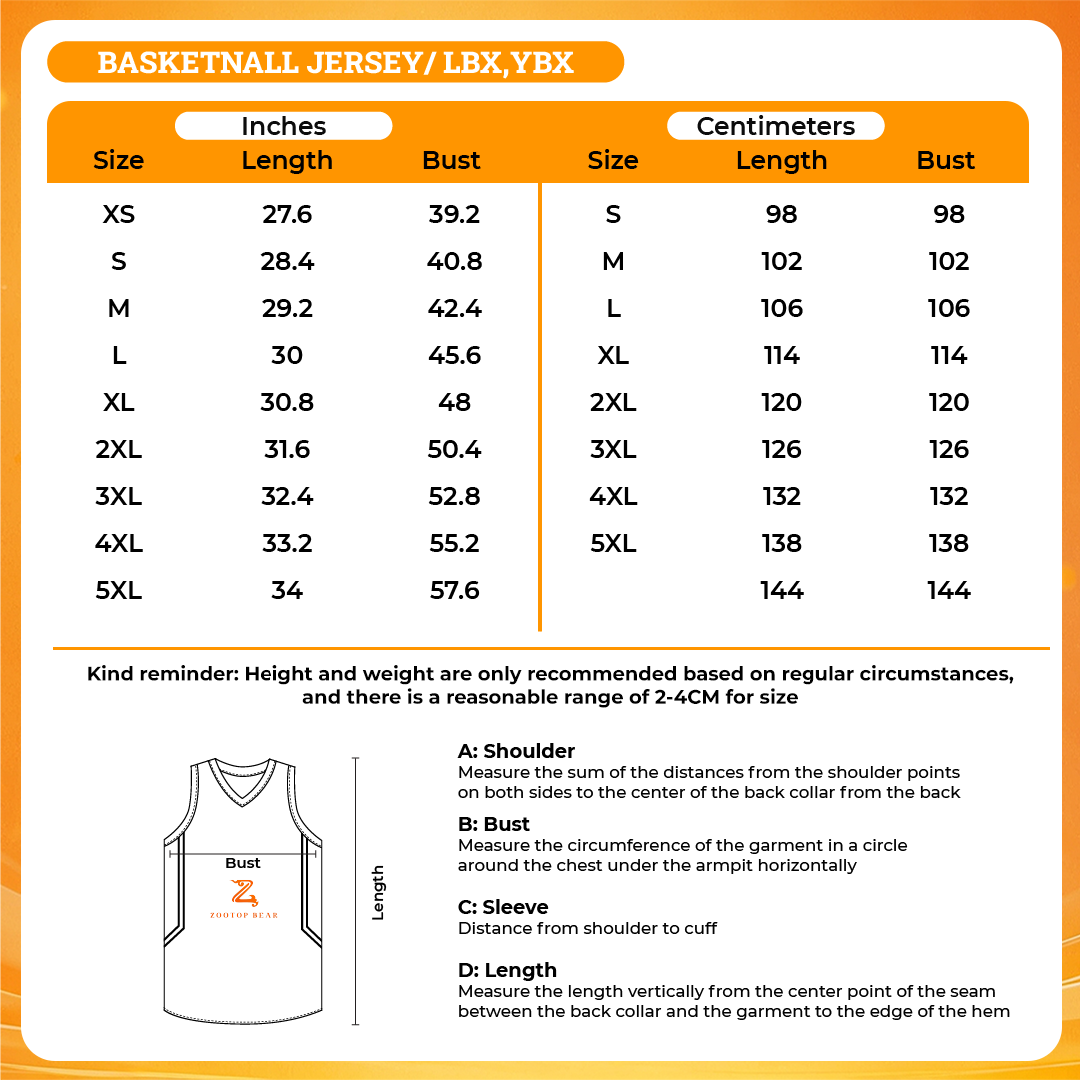 BASKETNALL JERSEY/ LBX,YBX
Inches Centimeters
Size Length Bust Size Length Bust
XS 27.6 39.2 S 98 98
S 28.4 40.8 M 102 102
M 29.2 42.4 L 106 106
L 30 45.6 XL 114 114
XL 30.8 48 2XL 120 120
2XL 31.6 50.4 3XL 126 126
3XL 32.4 52.8 4XL 132 132
4XL 33.2 55.2 5XL 138 138
5XL 34 57.6 144 144
Kind reminder: Height and weight are only recommended based on regular circumstances,
and there is a reasonable range of 2-4CM for size
Bust
Z
ZOOTOP BEAR
Length
A: Shoulder
Measure the sum of the distances from the shoulder points
on both sides to the center of the back collar from the back
B: Bust
Measure the circumference of the garment in a circle
around the chest under the armpit horizontally
C: Sleeve
Distance from shoulder to cuff
D: Length
Measure the length vertically from the center point of the seam
between the back collar and the garment to the edge of the hem